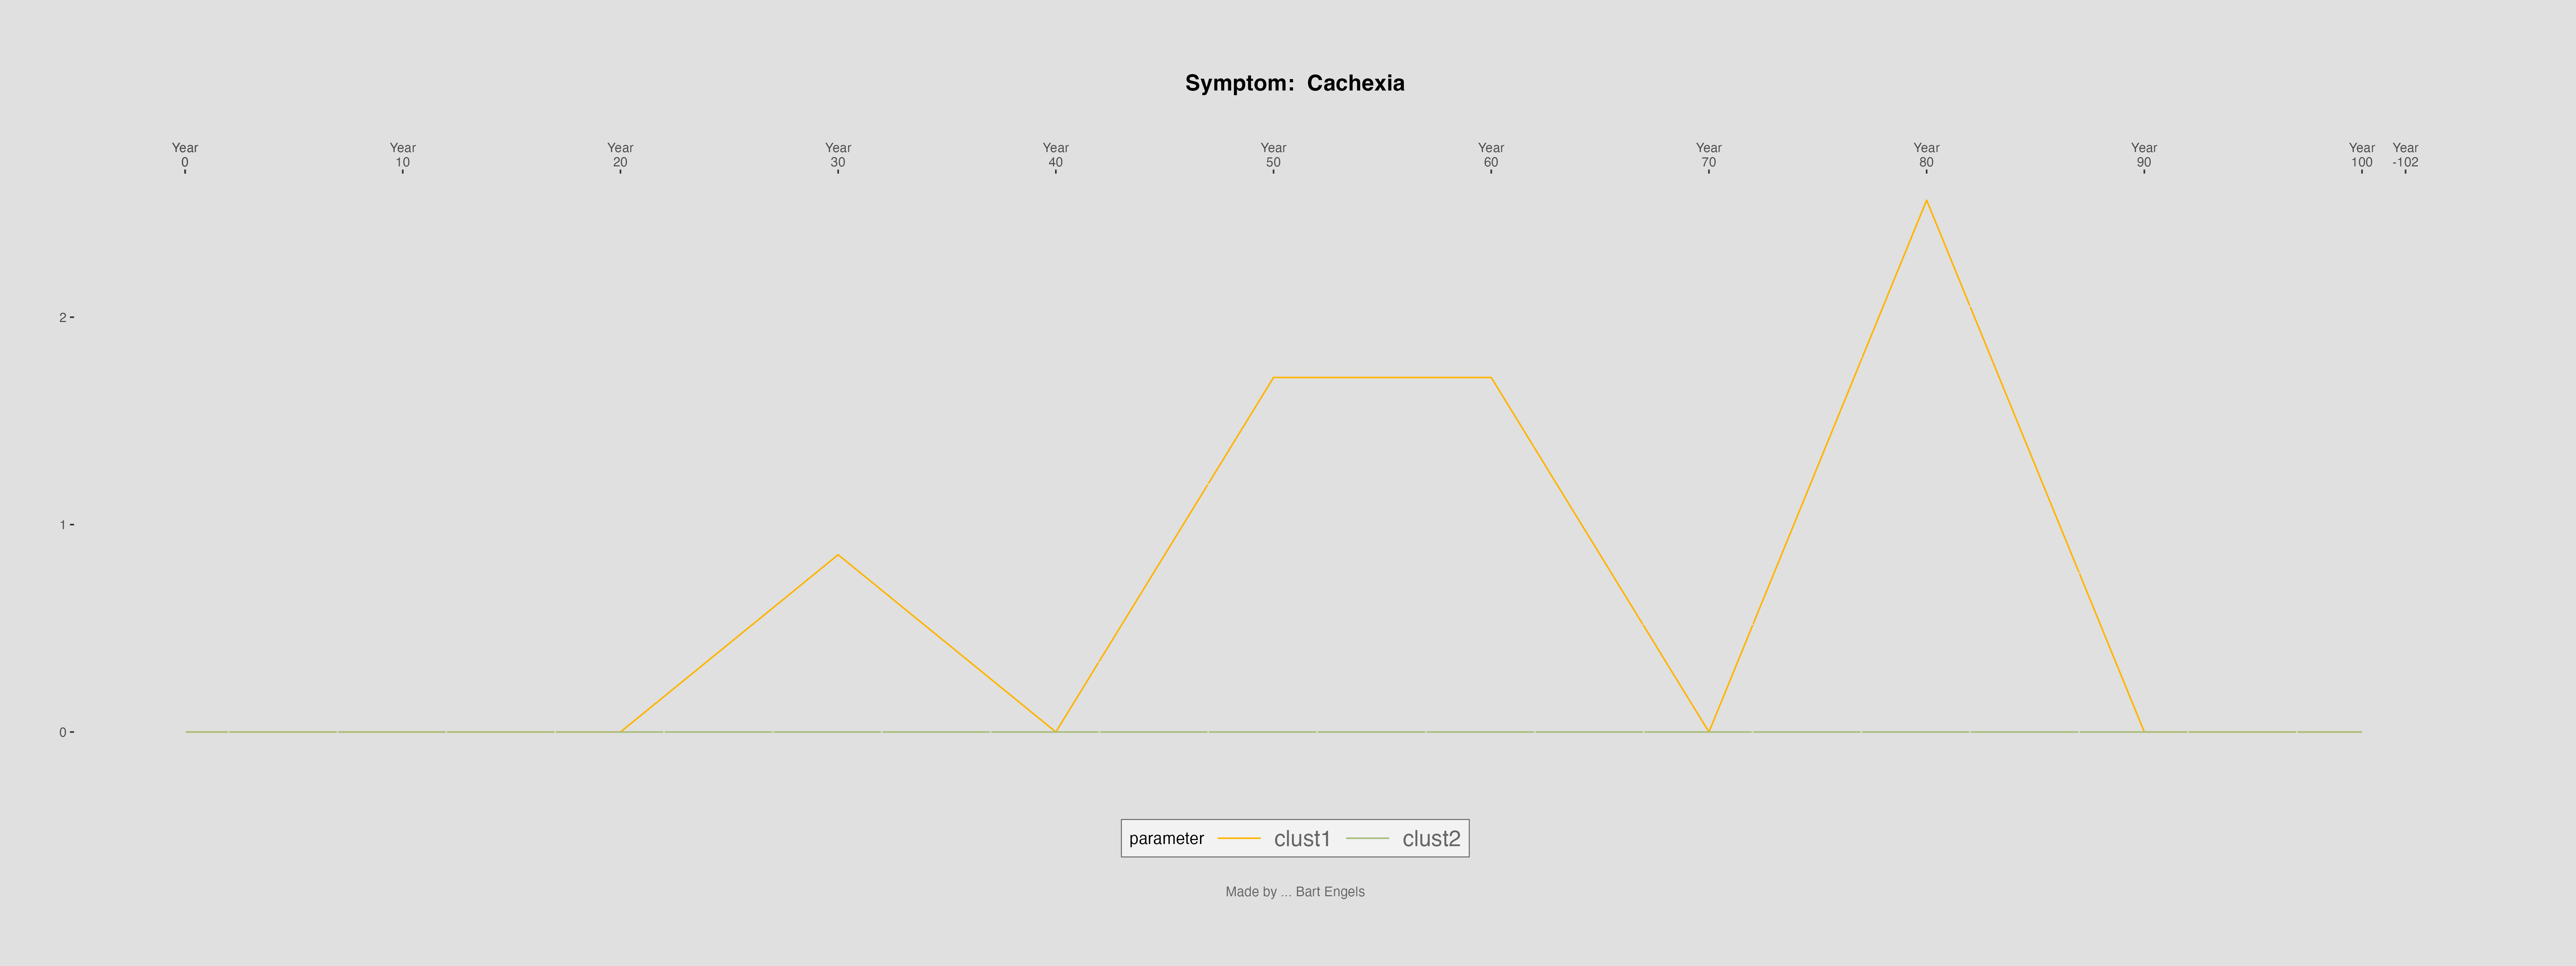 Symptom:  Cachexia
Year Year Year Year Year Year Year Year Year Year Year Year
0 10 20 30 40 50 60 70 80 90 100 -102
2
1
0
parameter clust1 clust2
Made by ... Bart Engels